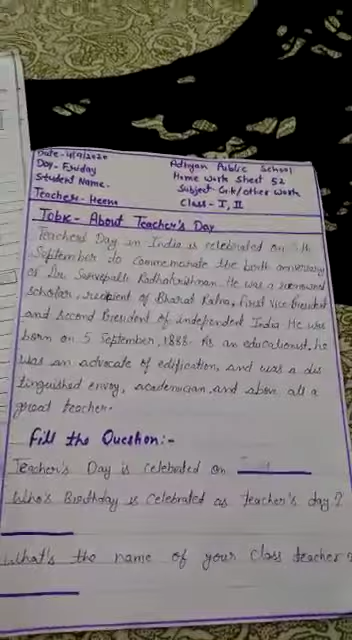 Date - 4/9/2020
Adhyan Public School
Day - Friday
Home Work Sheet 52
Student Name.
Subject - G.k/other work
Teacher - Heena
Class - I, II
Topic - About Teacher's Day
Teachers Day in India is celebrated on 5th
September to commemorate the birth anniversary
of Dr. Sarvepalli Radhakrishnan. He was a renowned
scholar, recipient of Bharat Ratna, First Vice President
and second President of independent India He was
born on 5 September, 1888. As an educationist, he
was an advocate of edification, and was a dis
tinguished envoy, academician and above all a
great teacher.
Fill the Question:-
Teacher's Day is celebrated on
Who's Birthday is celebrated as teacher's day?
What's the name of your class teacher?